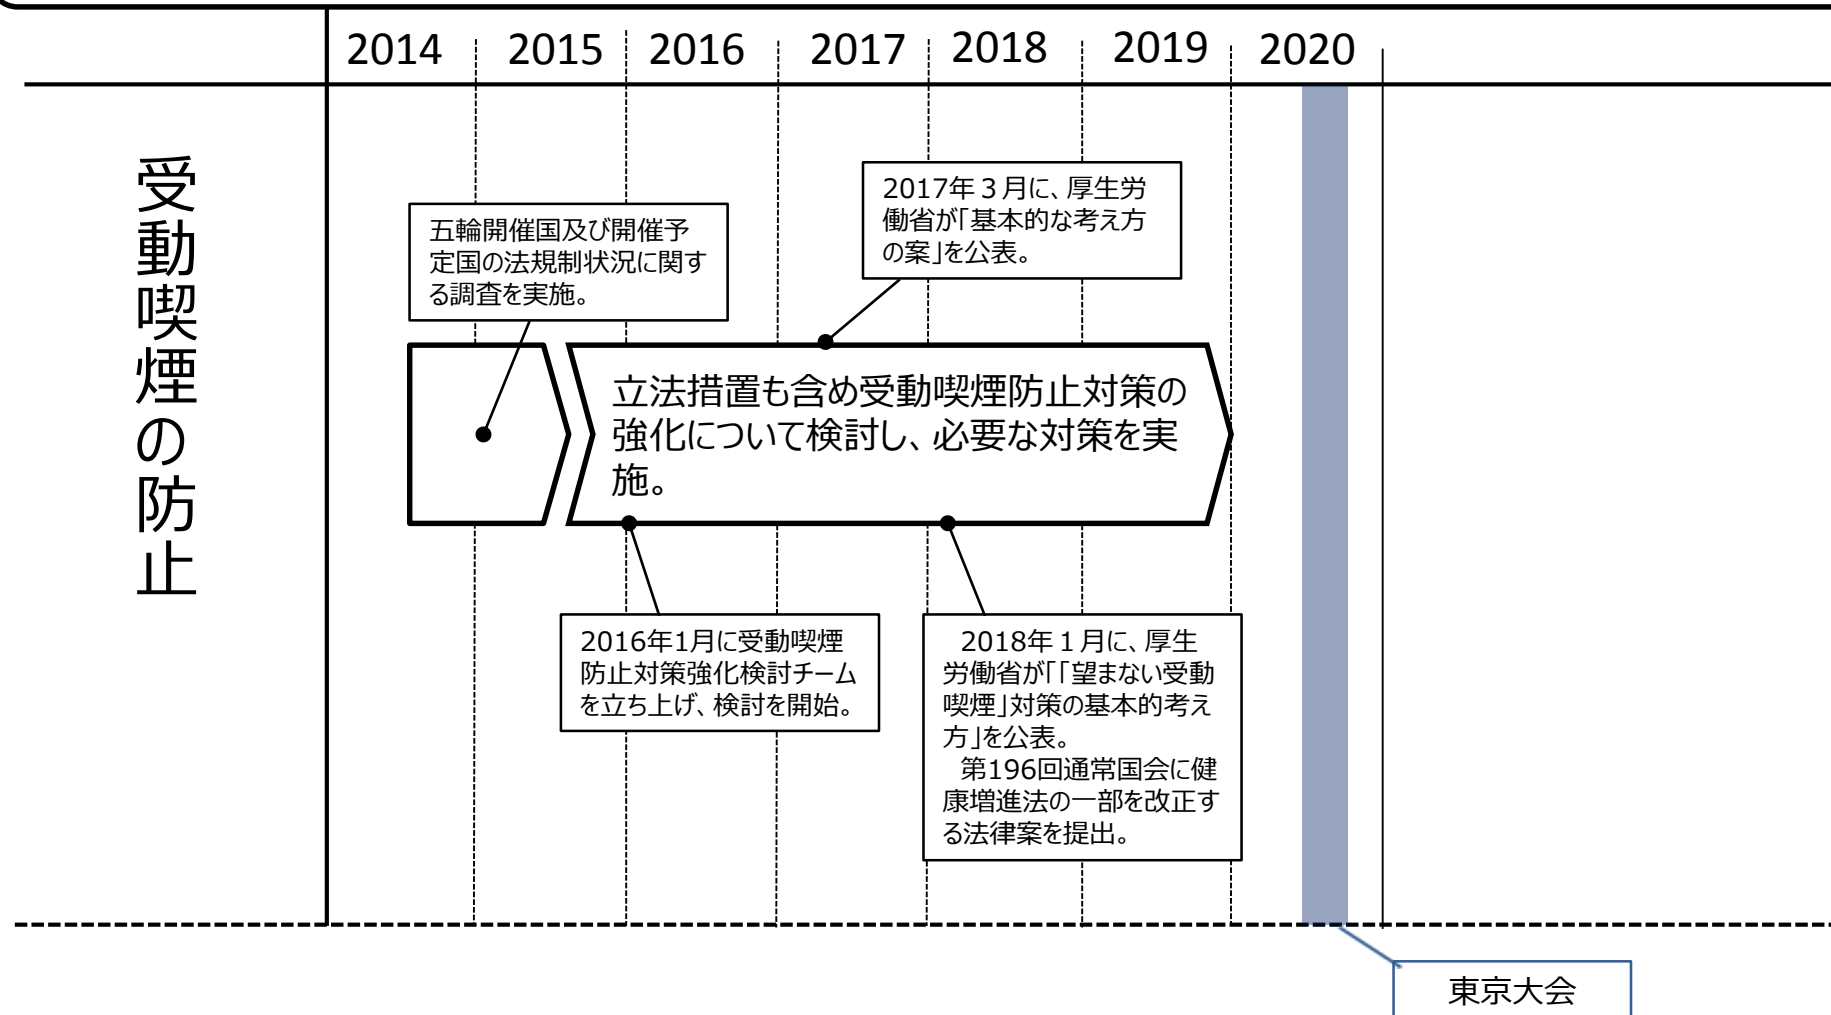 2014
2015
2016
2017
2018
2019
2020
受動喫煙の防止
五輪開催国及び開催予
定国の法規制状況に関す
る調査を実施。
2017年３月に、厚生労
働省が「基本的な考え方
の案」を公表。
立法措置も含め受動喫煙防止対策の
強化について検討し、必要な対策を実
施。
2016年1月に受動喫煙
防止対策強化検討チーム
を立ち上げ、検討を開始。
2018年１月に、厚生
労働省が「「望まない受動
喫煙」対策の基本的考え
方」を公表。
第196回通常国会に健
康増進法の一部を改正す
る法律案を提出。
東京大会